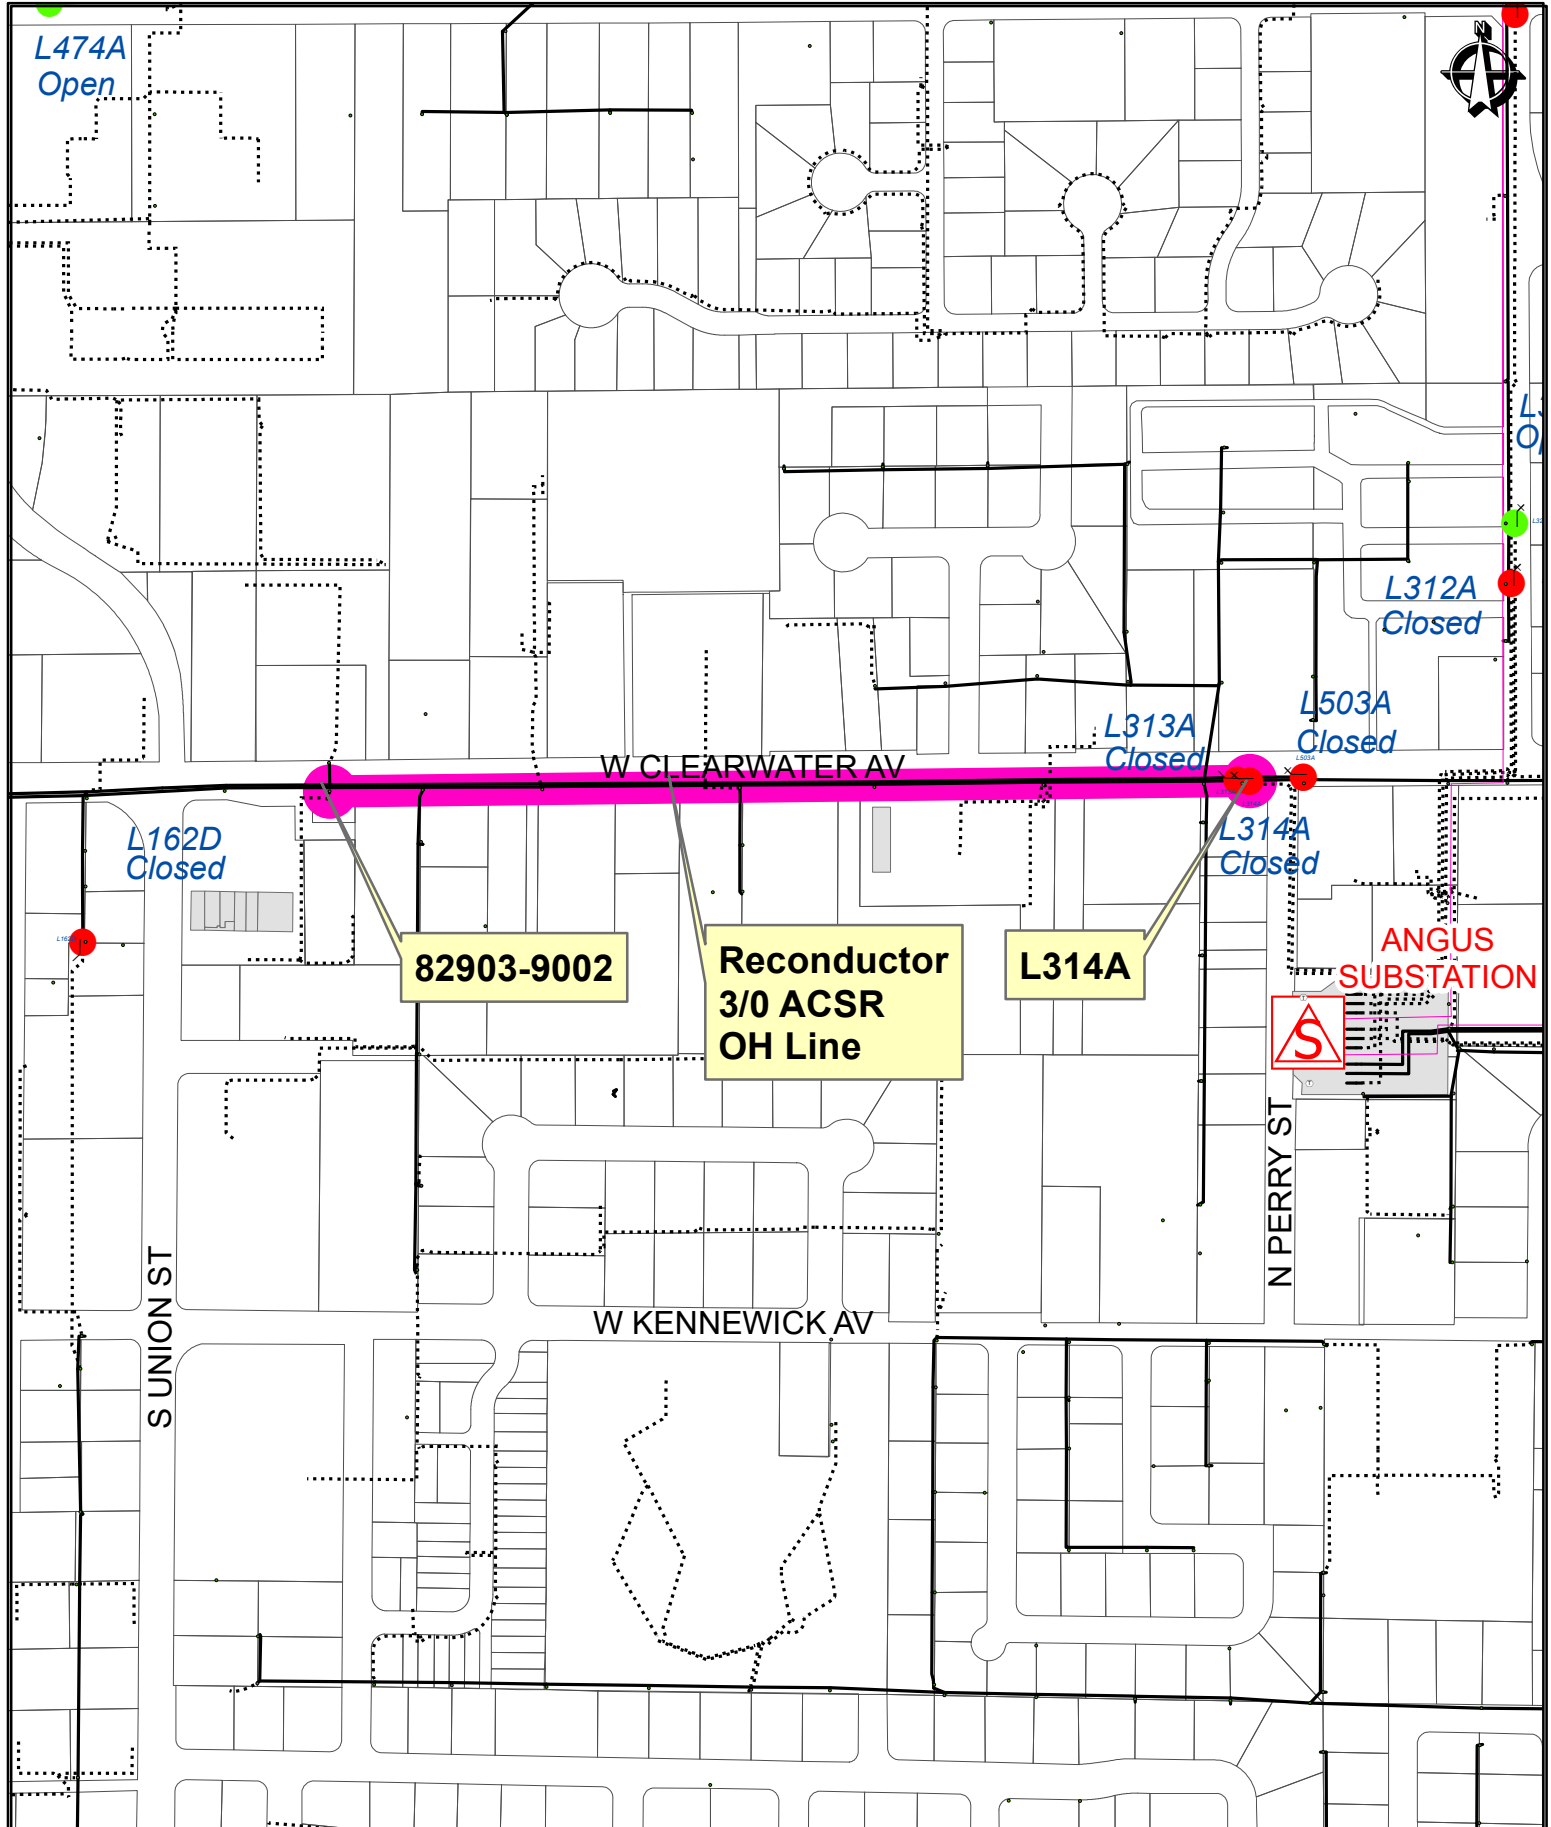 L474A
Open
N
L312A
Closed
L503A
Closed
L503A
L313A
Closed
W CLEARWATER AV
L314A
Closed
L162D
Closed
82903-9002
Reconductor
3/0 ACSR
OH Line
L314A
ANGUS
SUBSTATION
S
N PERRY ST
S UNION ST
W KENNEWICK AV